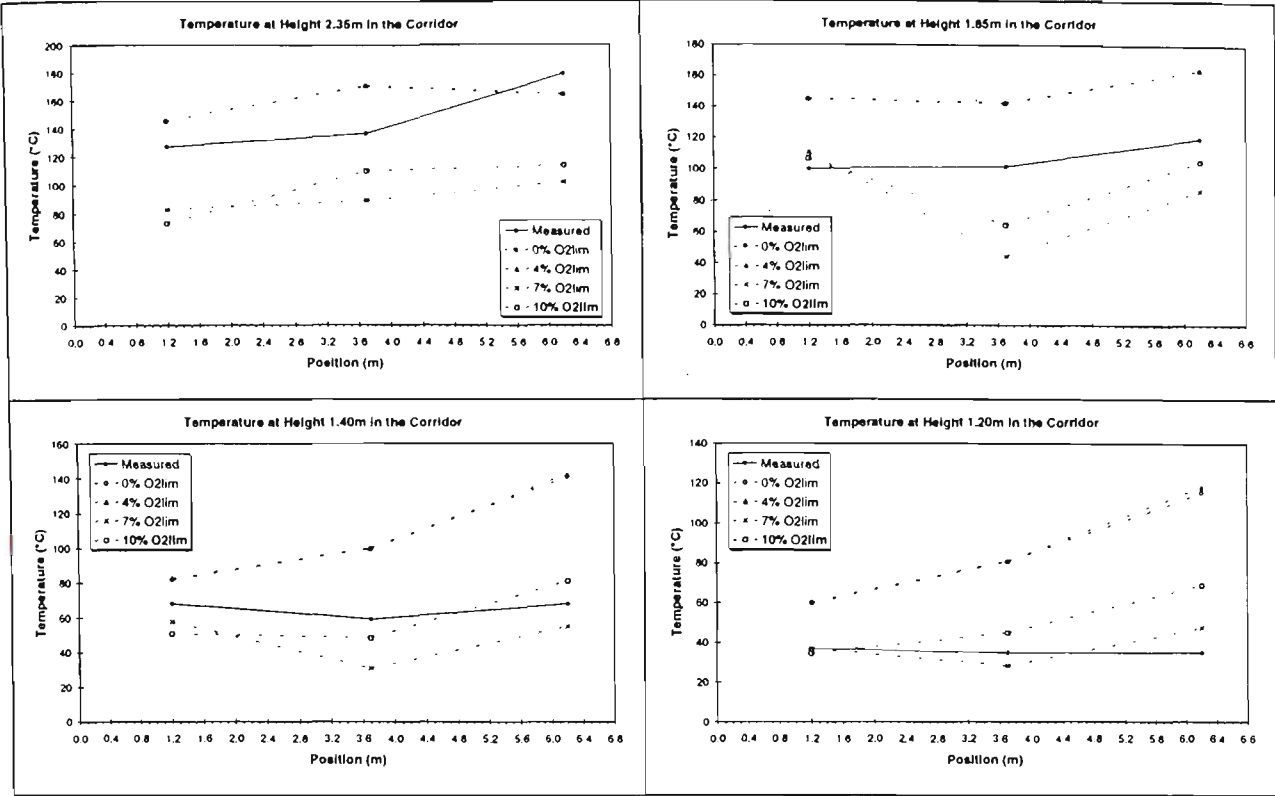 Temperature at Height 2.35m in the Corridor
200
180
160
140
120
100
80
60
40
20
0
Temperature (°C)
Measured
0% O2lim
4% O2lim
7% O2lim
10% O2lim
0.0 0.4 0.8 1.2 1.6 2.0 2.4 2.8 3.2 3.6 4.0 4.4 4.8 5.2 5.6 6.0 6.6
Position (m)
Temperature at Height 1.85m in the Corridor
180
160
140
120
100
80
60
40
20
0
Temperature (°C)
Measured
0% O2lim
4% O2lim
7% O2lim
10% O2lim
0.0 0.4 0.8 1.2 1.6 2.0 2.4 2.8 3.2 3.6 4.0 4.4 4.8 5.2 5.6 6.0 6.6
Position (m)
Temperature at Height 1.40m in the Corridor
160
140
120
100
80
60
40
20
0
Temperature (°C)
Measured
0% O2lim
4% O2lim
7% O2lim
10% O2lim
0.0 0.4 0.8 1.2 1.6 2.0 2.4 2.8 3.2 3.6 4.0 4.4 4.8 5.2 5.6 6.0 6.6
Position (m)
Temperature at Height 1.20m in the Corridor
140
120
100
80
60
40
20
0
Temperature (°C)
Measured
0% O2lim
4% O2lim
7% O2lim
10% O2lim
0.0 0.4 0.8 1.2 1.6 2.0 2.4 2.8 3.2 3.6 4.0 4.4 4.8 5.2 5.6 6.0 6.6
Position (m)